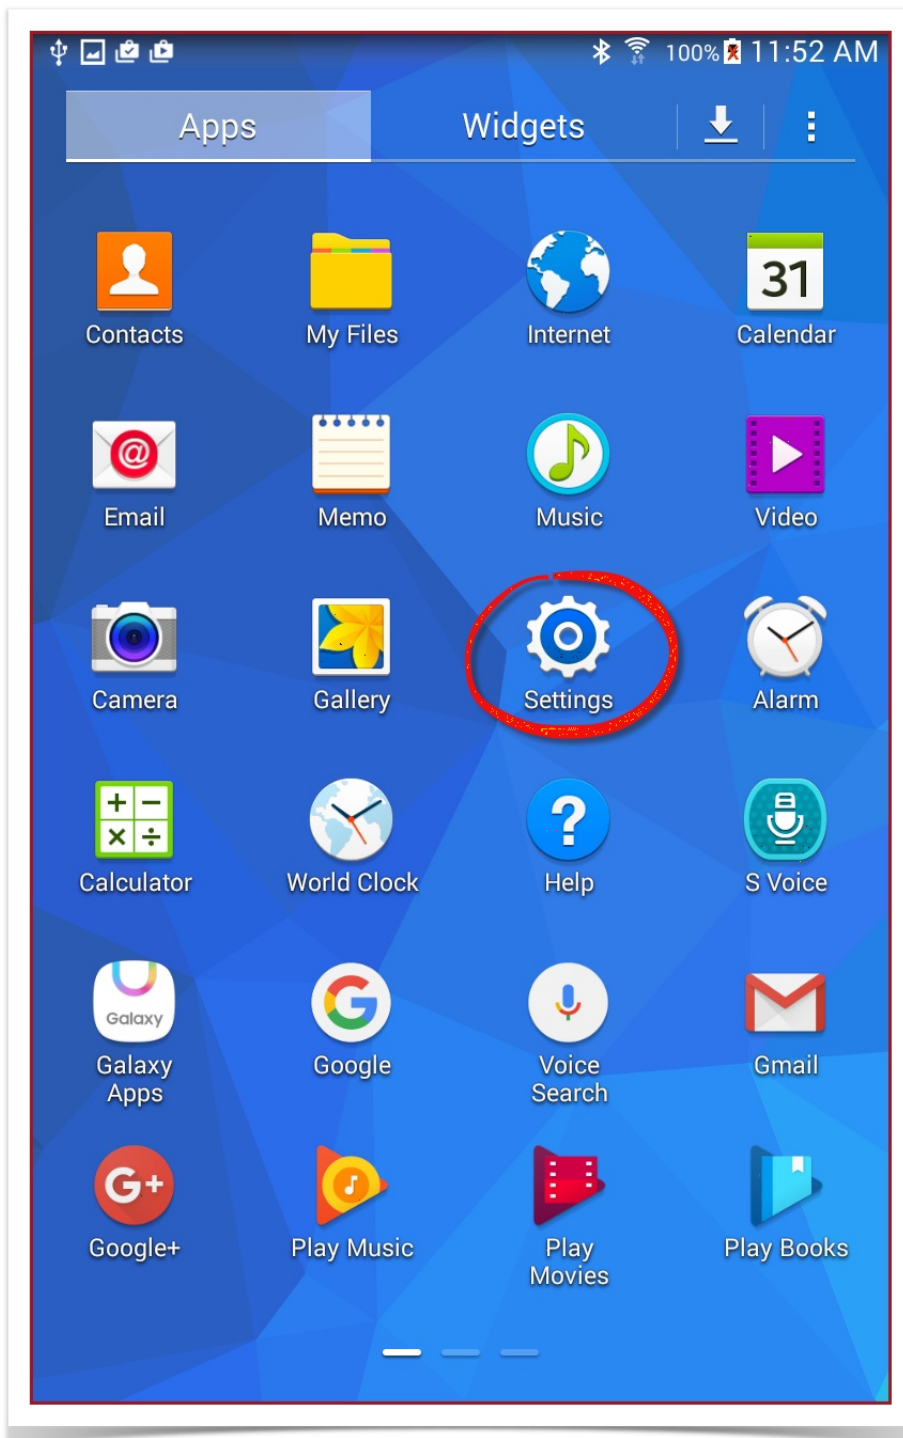 100% 11:52 AM
Apps Widgets
31
Contacts My Files Internet Calendar
@
Email Memo Music Video
Camera Gallery Settings Alarm
+ −
× ÷
?
Calculator World Clock Help S Voice
Galaxy G
Galaxy Apps Google Voice Search Gmail
G+
Google+ Play Music Play Movies Play Books